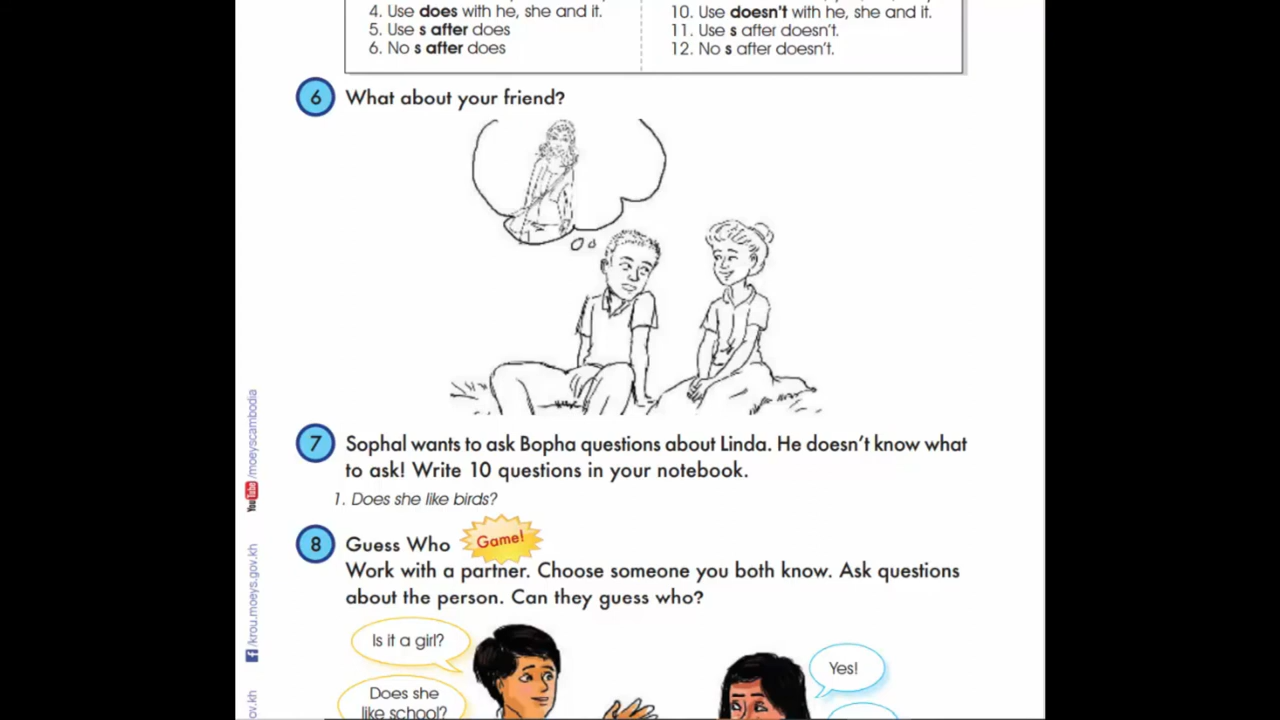 4. Use does with he, she and it.
5. Use s after does
6. No s after does
10. Use doesn't with he, she and it.
11. Use s after doesn't.
12. No s after doesn't.
6 What about your friend?
7 Sophal wants to ask Bopha questions about Linda. He doesn't know what
to ask! Write 10 questions in your notebook.
1. Does she like birds?
8 Guess Who Game!
Work with a partner. Choose someone you both know. Ask questions
about the person. Can they guess who?
Is it a girl?
Does she
like school?
Yes!
YouTube/moeyscambodia
f/krou.moeys.gov.kh
ov.kh